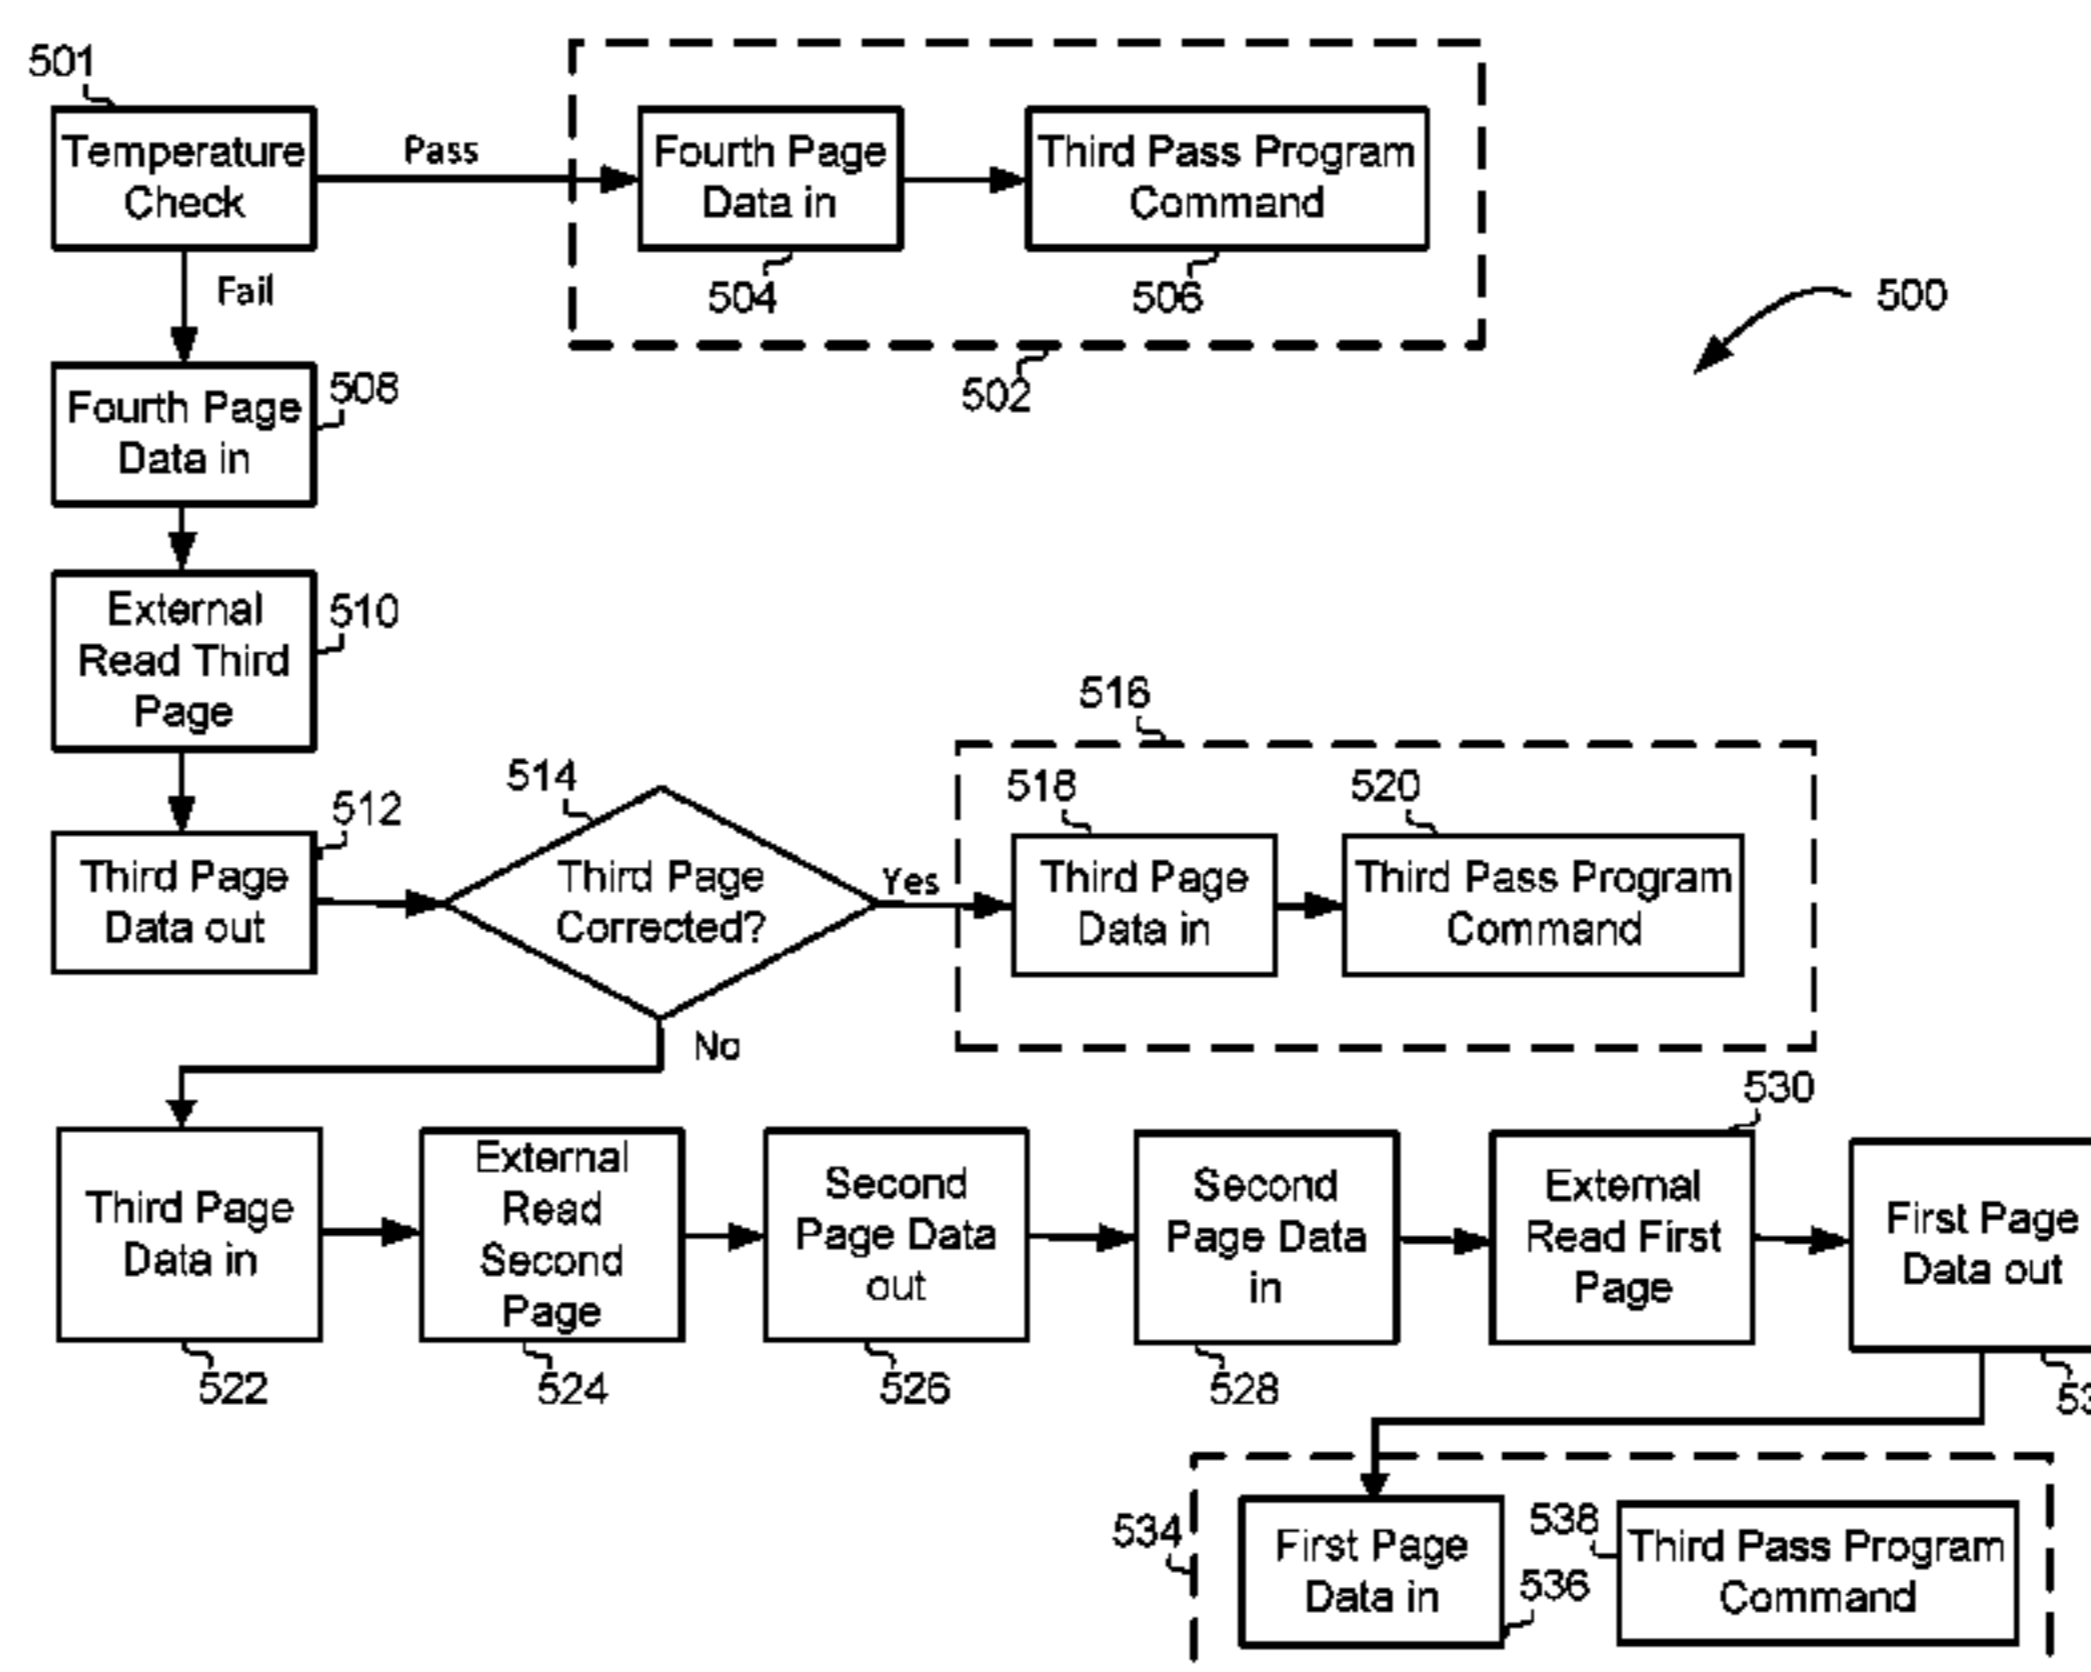 501
Temperature
Check
Pass
Fourth Page
Data in
504
Third Pass Program
Command
506
502
500
Fail
Fourth Page
Data in
508
External
Read Third
Page
510
Third Page
Data out
512
514
Third Page
Corrected?
Yes
No
516
518
Third Page
Data in
520
Third Pass Program
Command
Third Page
Data in
522
External
Read
Second
Page
524
Second
Page Data
out
526
Second
Page Data
in
528
530
External
Read First
Page
First Page
Data out
534
First Page
Data in
536
538
Third Pass Program
Command